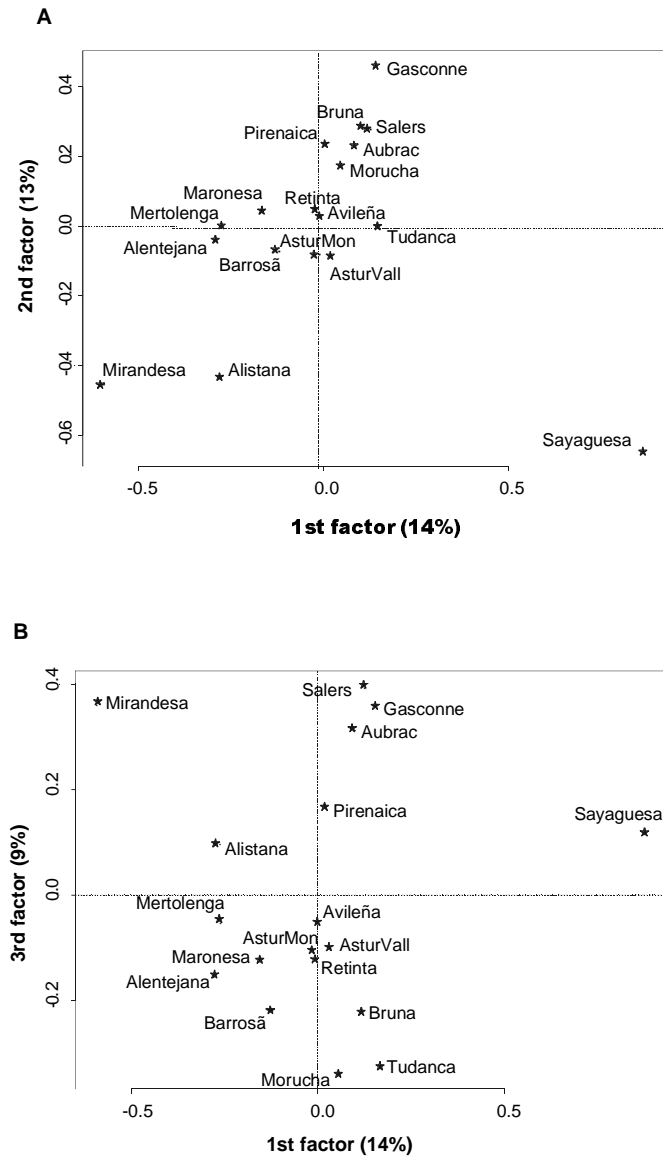 A
Gasconne
0.4
Bruna
Salers
Pirenaica
Aubrac
0.2
Morucha
Maronesa
Retinta
Mertolenga
Avileña
0.0
Tudanca
Alentejana
AsturMon
Barrosã
AsturVall
-0.2
2nd factor (13%)
-0.4
Mirandesa
Alistana
-0.6
Sayaguesa
-0.5
0.0
0.5
1st factor (14%)
B
0.4
Salers
Mirandesa
Gasconne
Aubrac
0.2
Pirenaica
Sayaguesa
Alistana
0.0
3rd factor (9%)
Mertolenga
Avileña
AsturMon
AsturVall
Maronesa
Retinta
Alentejana
-0.2
Barrosã
Bruna
Tudanca
Morucha
-0.5
0.0
0.5
1st factor (14%)